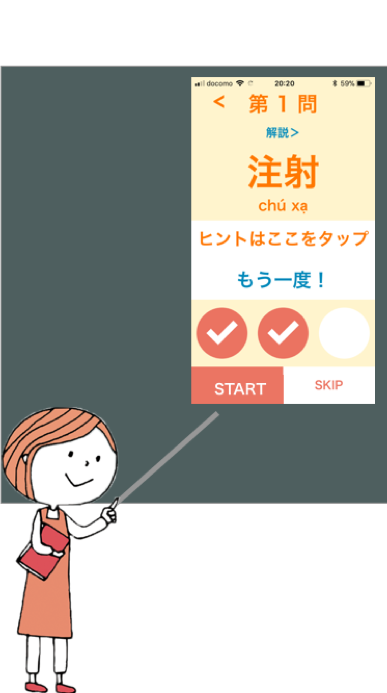 docomo 20:20 59%
< 第1問
解説>
注射
chú xạ
ヒントはここをタップ
もう一度！
START SKIP